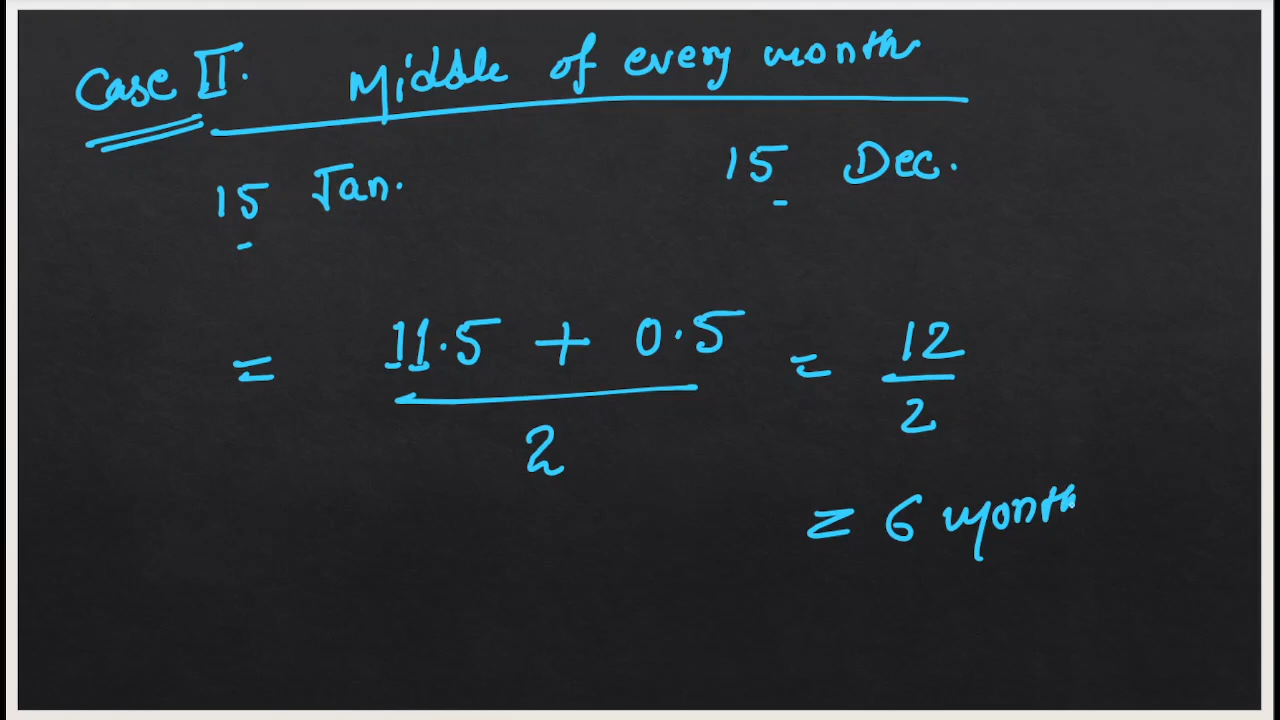 Case II. Middle of every month
15 Jan. 15 Dec.
= 11.5 + 0.5 / 2 = 12 / 2
= 6 month